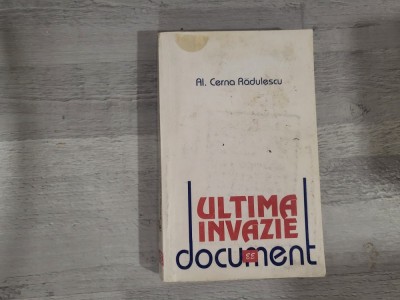 Al. Cerna Rădulescu
ULTIMA
INVAZIE
document